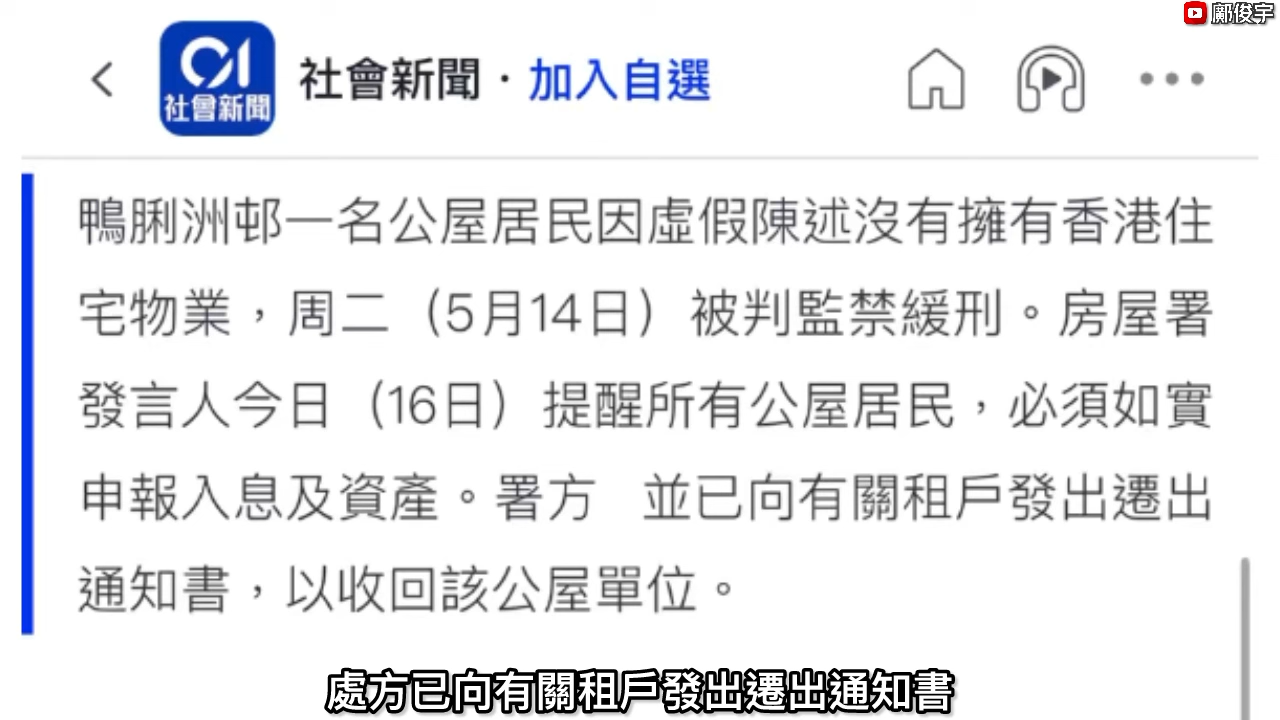 鄺俊宇
01
社會新聞
社會新聞·加入自選
鴨脷洲邨一名公屋居民因虛假陳述沒有擁有香港住
宅物業，周二（5月14日）被判監禁緩刑。房屋署
發言人今日（16日）提醒所有公屋居民，必須如實
申報入息及資產。署方　並已向有關租戶發出遷出
通知書，以收回該公屋單位。
處方已向有關租戶發出遷出通知書